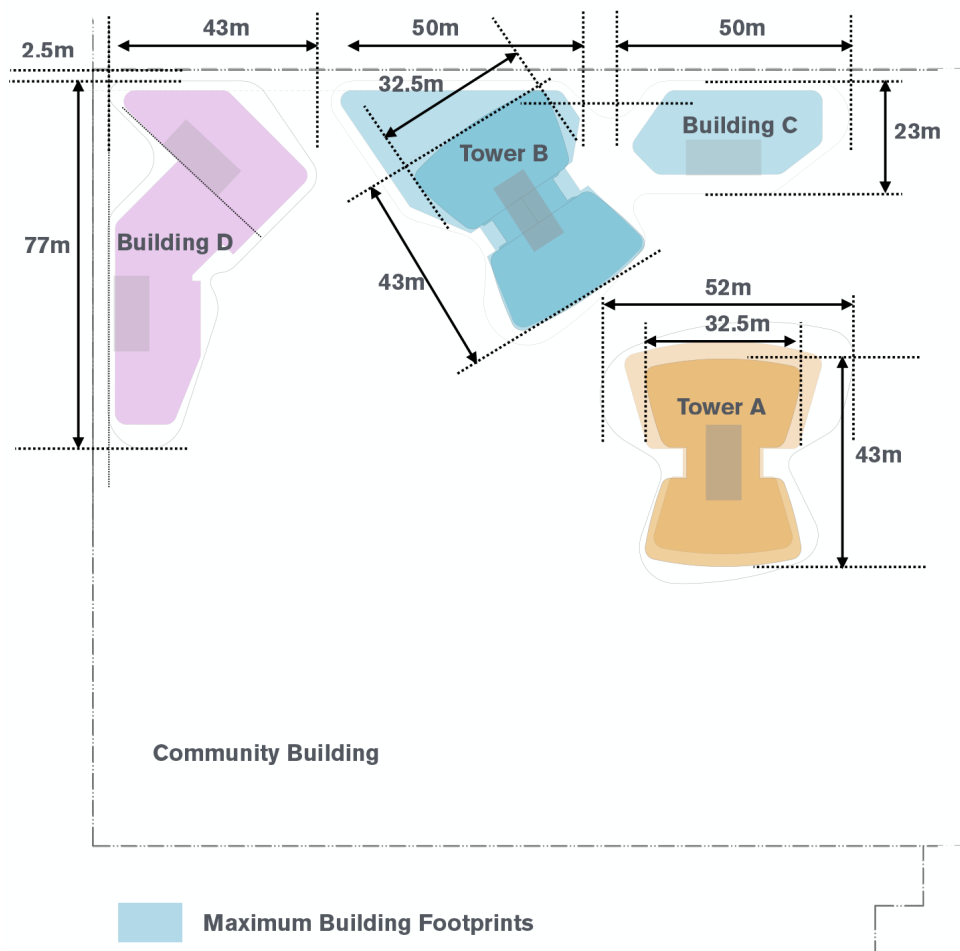 43m
50m
50m
2.5m
32.5m
Building C
23m
Tower B
Building D
77m
43m
52m
32.5m
Tower A
43m
Community Building
Maximum Building Footprints